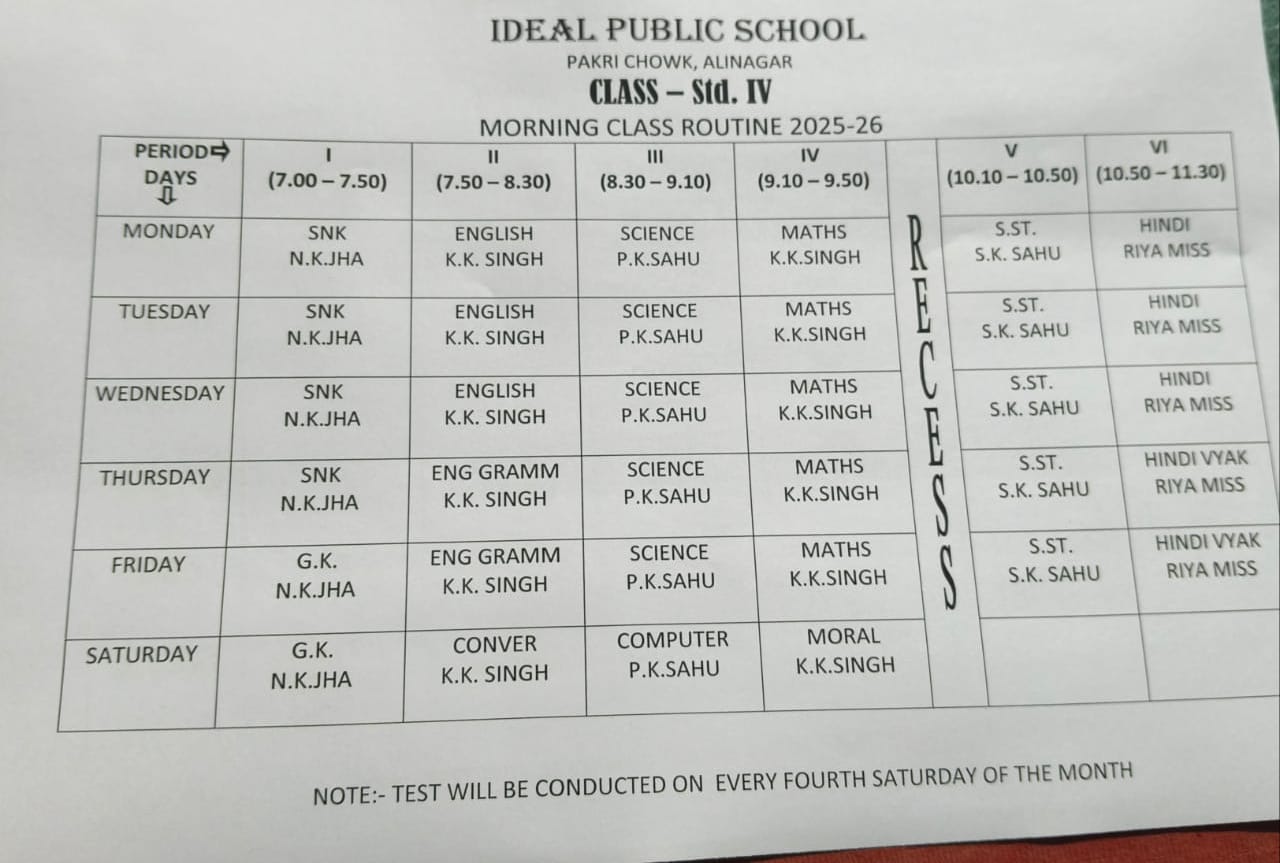 IDEAL PUBLIC SCHOOL
PAKRI CHOWK, ALINAGAR
CLASS – Std. IV
MORNING CLASS ROUTINE 2025-26
PERIOD⇨ I II III IV V VI
DAYS (7.00 – 7.50) (7.50 – 8.30) (8.30 – 9.10) (9.10 – 9.50) (10.10 – 10.50) (10.50 – 11.30)
⇩
RECESS
MONDAY SNK ENGLISH SCIENCE MATHS S.ST. HINDI
N.K.JHA K.K. SINGH P.K.SAHU K.K.SINGH S.K. SAHU RIYA MISS
TUESDAY SNK ENGLISH SCIENCE MATHS S.ST. HINDI
N.K.JHA K.K. SINGH P.K.SAHU K.K.SINGH S.K. SAHU RIYA MISS
WEDNESDAY SNK ENGLISH SCIENCE MATHS S.ST. HINDI
N.K.JHA K.K. SINGH P.K.SAHU K.K.SINGH S.K. SAHU RIYA MISS
THURSDAY SNK ENG GRAMM SCIENCE MATHS S.ST. HINDI VYAK
N.K.JHA K.K. SINGH P.K.SAHU K.K.SINGH S.K. SAHU RIYA MISS
FRIDAY G.K. ENG GRAMM SCIENCE MATHS S.ST. HINDI VYAK
N.K.JHA K.K. SINGH P.K.SAHU K.K.SINGH S.K. SAHU RIYA MISS
SATURDAY G.K. CONVER COMPUTER MORAL
N.K.JHA K.K. SINGH P.K.SAHU K.K.SINGH
NOTE:- TEST WILL BE CONDUCTED ON EVERY FOURTH SATURDAY OF THE MONTH